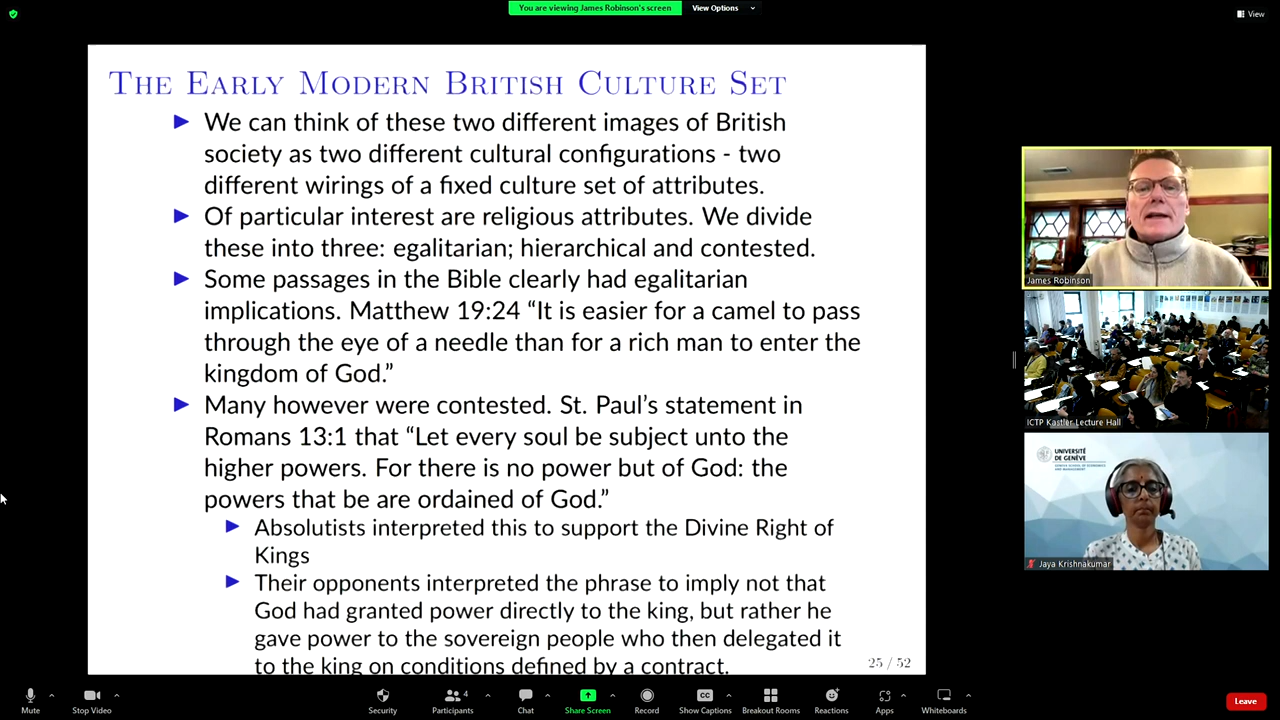 You are viewing James Robinson's screen
View Options
View
THE EARLY MODERN BRITISH CULTURE SET
We can think of these two different images of British
society as two different cultural configurations - two
different wirings of a fixed culture set of attributes.
Of particular interest are religious attributes. We divide
these into three: egalitarian; hierarchical and contested.
Some passages in the Bible clearly had egalitarian
implications. Matthew 19:24 “It is easier for a camel to pass
through the eye of a needle than for a rich man to enter the
kingdom of God.”
Many however were contested. St. Paul’s statement in
Romans 13:1 that “Let every soul be subject unto the
higher powers. For there is no power but of God: the
powers that be are ordained of God.”
Absolutists interpreted this to support the Divine Right of
Kings
Their opponents interpreted the phrase to imply not that
God had granted power directly to the king, but rather he
gave power to the sovereign people who then delegated it
to the king on conditions defined by a contract.
25 / 52
James Robinson
ICTP Kastler Lecture Hall
UNIVERSITÉ
DE GENÈVE
Jaya Krishnakumar
Mute
Stop Video
Security
Participants
4
Chat
Share Screen
Record
CC
Show Captions
Breakout Rooms
Reactions
Apps
Whiteboards
Leave